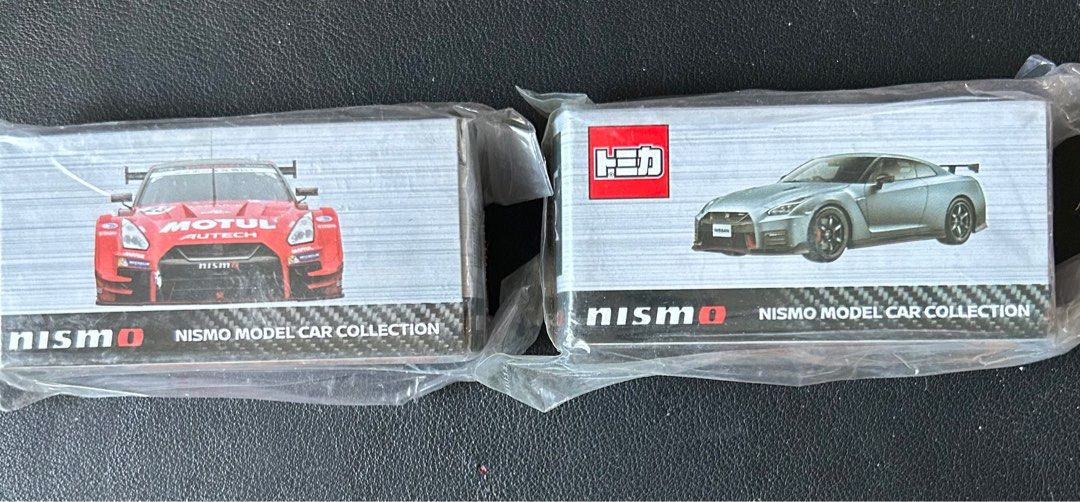 MOTUL
AUTECH
nismo
nismo NISMO MODEL CAR COLLECTION
トミカ
NISSAN
nismo NISMO MODEL CAR COLLECTION